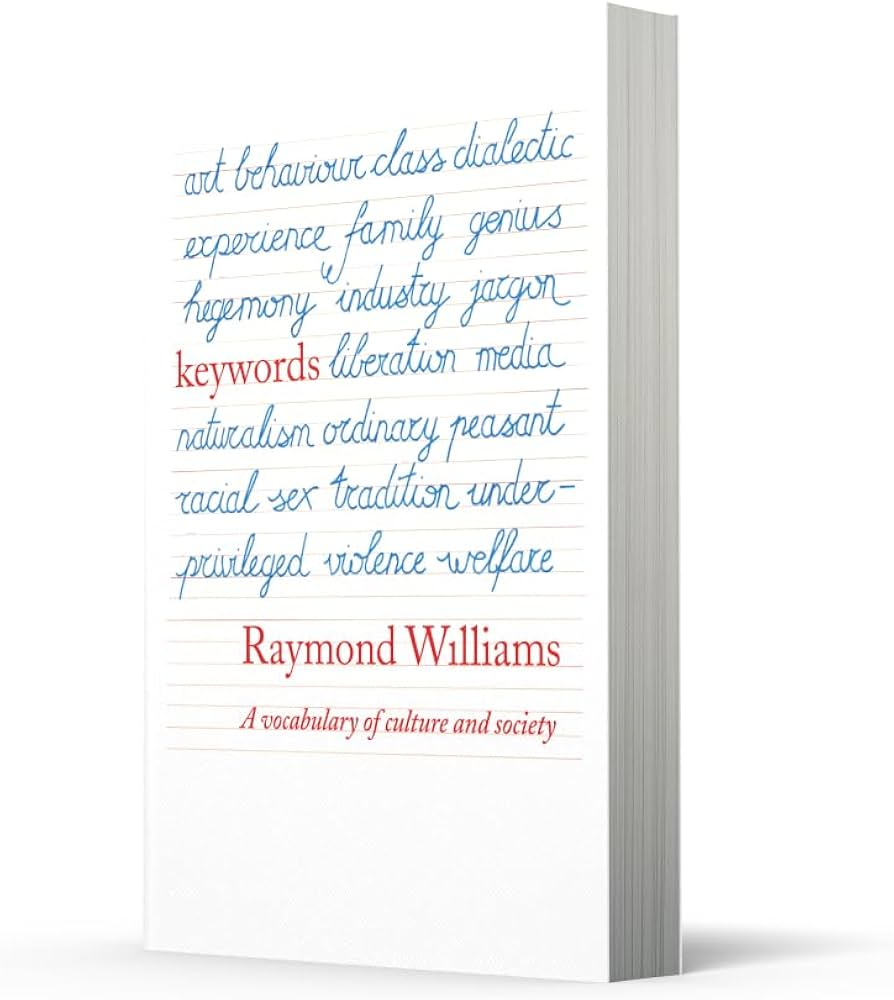 art behaviour class dialectic
experience family genius
hegemony industry jargon
keywords liberation media
naturalism ordinary peasant
racial sex tradition under-
privileged violence welfare
Raymond Williams
A vocabulary of culture and society